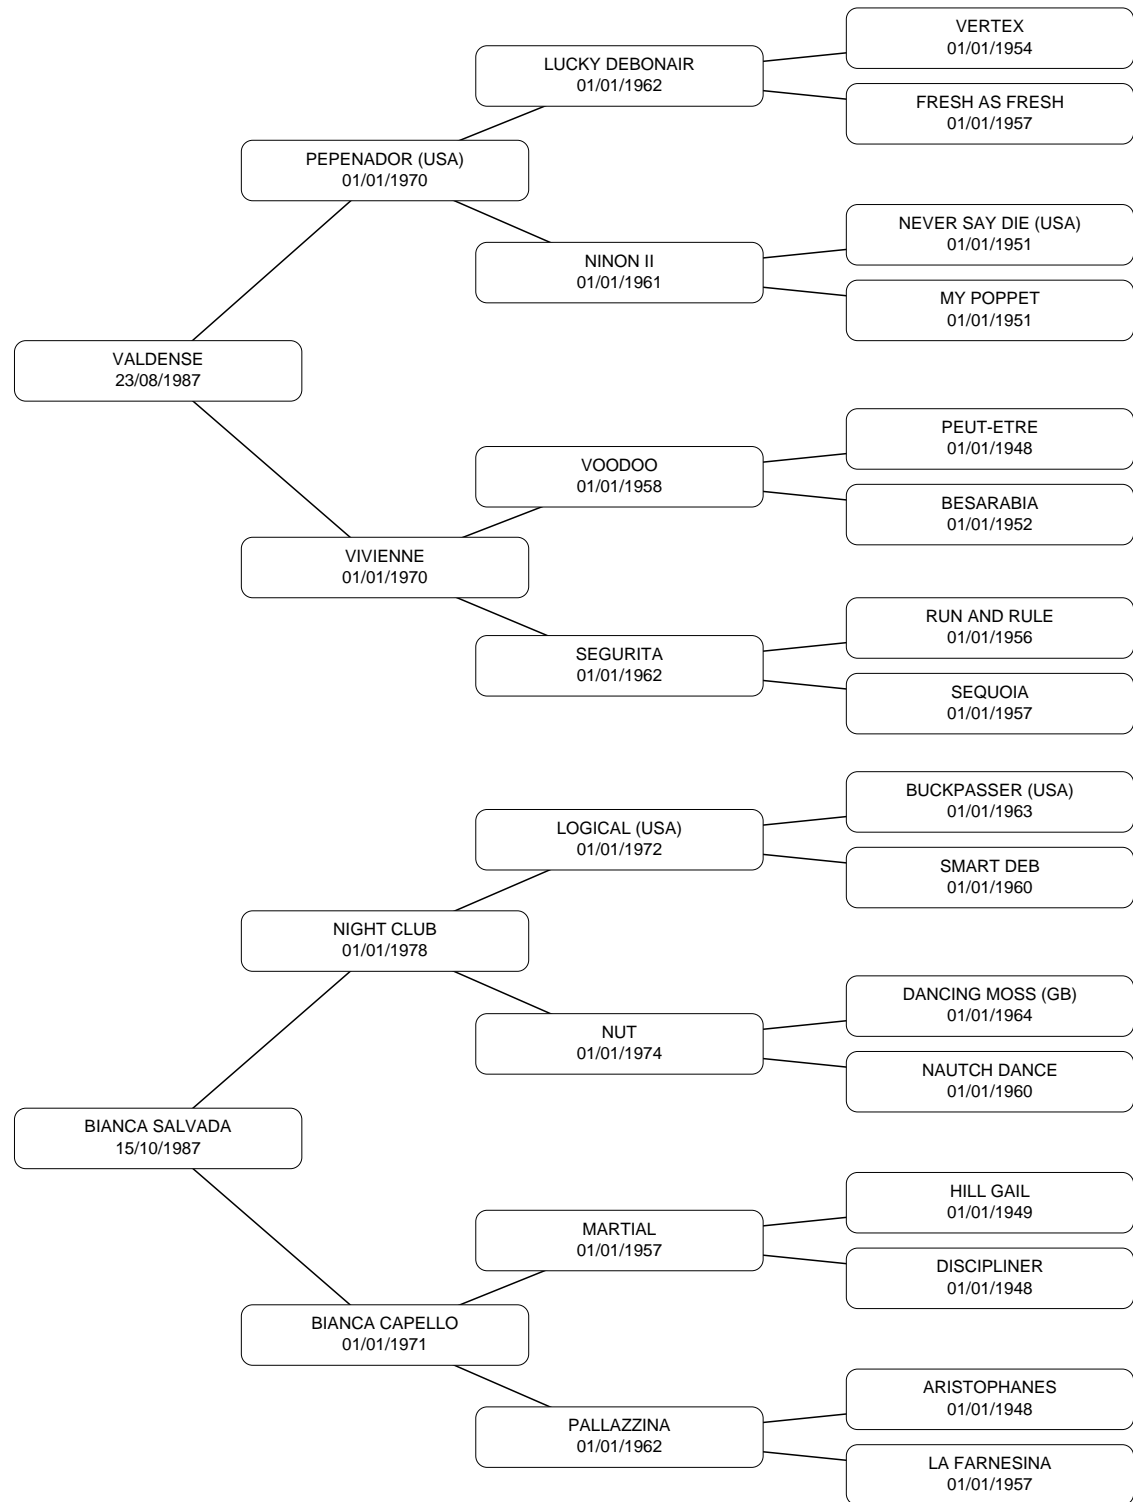 VERTEX
01/01/1954
LUCKY DEBONAIR
01/01/1962
FRESH AS FRESH
01/01/1957
PEPENADOR (USA)
01/01/1970
NEVER SAY DIE (USA)
01/01/1951
NINON II
01/01/1961
MY POPPET
01/01/1951
VALDENSE
23/08/1987
PEUT-ETRE
01/01/1948
VOODOO
01/01/1958
BESARABIA
01/01/1952
VIVIENNE
01/01/1970
RUN AND RULE
01/01/1956
SEGURITA
01/01/1962
SEQUOIA
01/01/1957
BUCKPASSER (USA)
01/01/1963
LOGICAL (USA)
01/01/1972
SMART DEB
01/01/1960
NIGHT CLUB
01/01/1978
DANCING MOSS (GB)
01/01/1964
NUT
01/01/1974
NAUTCH DANCE
01/01/1960
BIANCA SALVADA
15/10/1987
HILL GAIL
01/01/1949
MARTIAL
01/01/1957
DISCIPLINER
01/01/1948
BIANCA CAPELLO
01/01/1971
ARISTOPHANES
01/01/1948
PALLAZZINA
01/01/1962
LA FARNESINA
01/01/1957